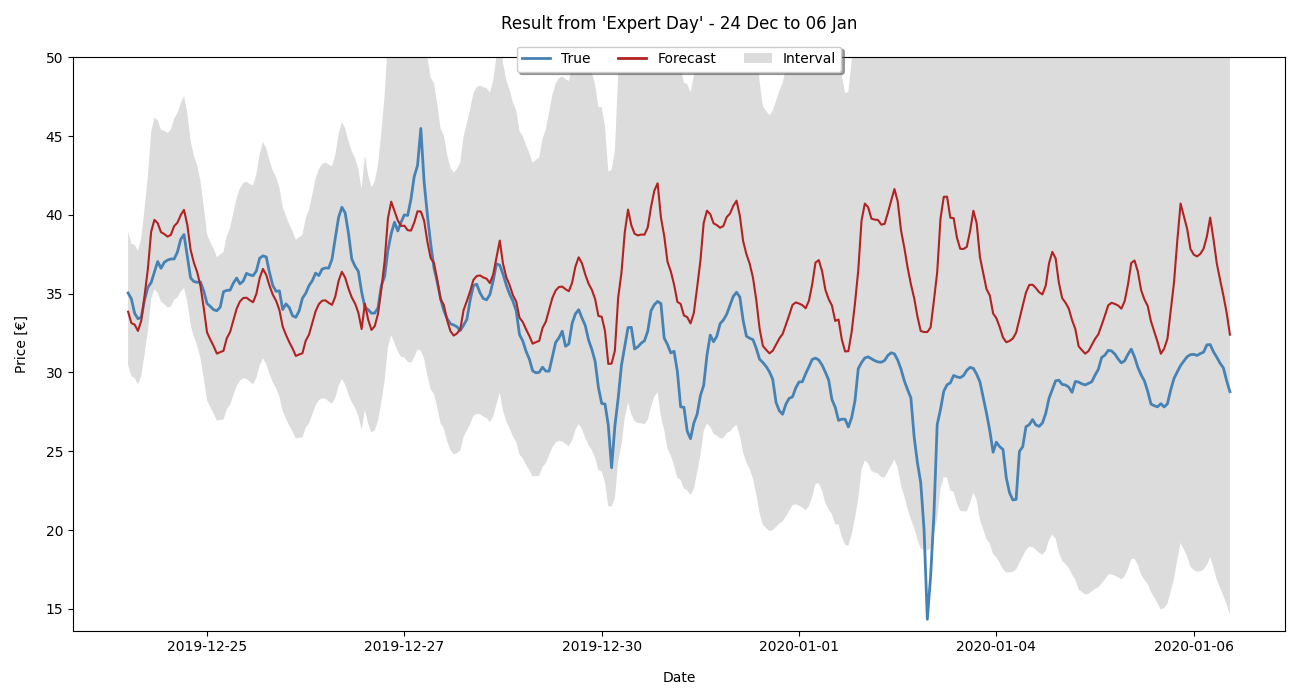 Result from 'Expert Day' - 24 Dec to 06 Jan
True Forecast Interval
50
45
40
35
30
25
20
15
Price [€]
2019-12-25 2019-12-27 2019-12-30 2020-01-01 2020-01-04 2020-01-06
Date